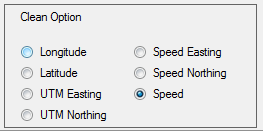 Clean Option
Longitude
Speed Easting
Latitude
Speed Northing
UTM Easting
Speed
UTM Northing